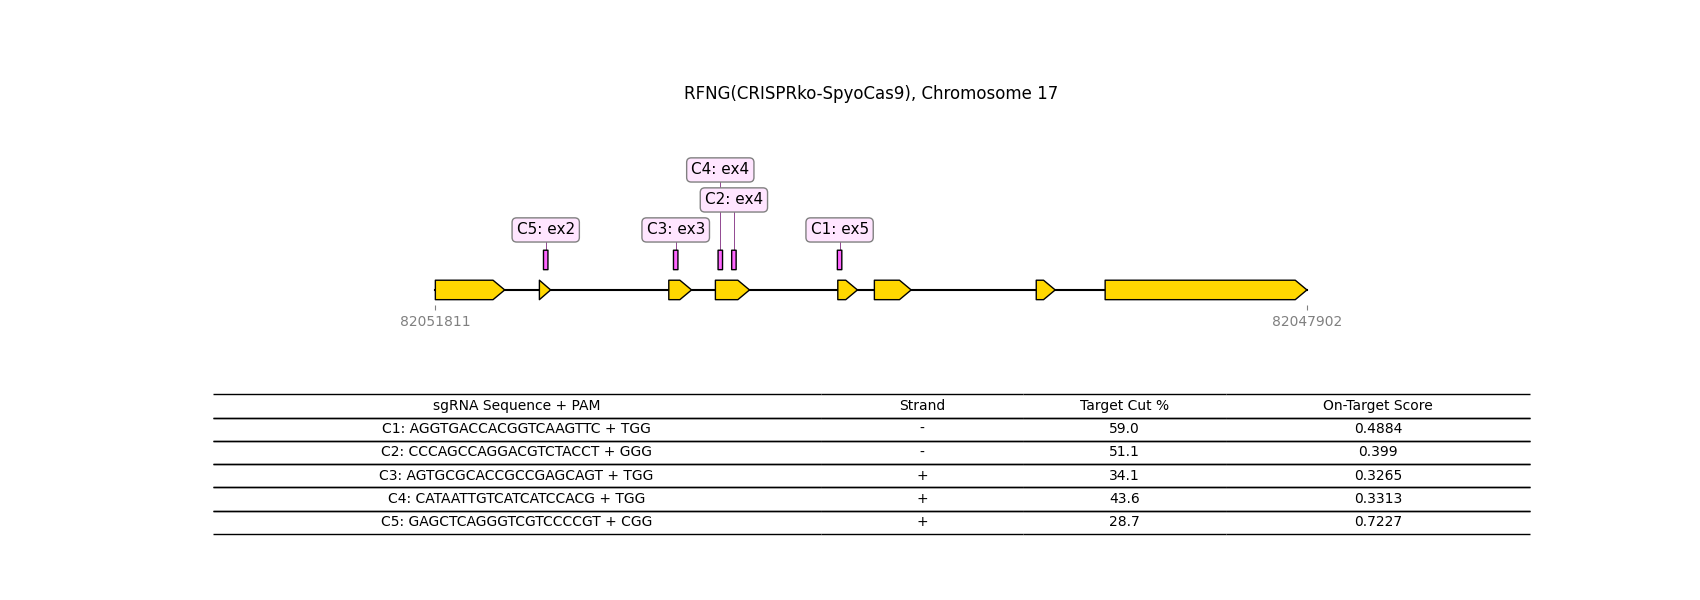 RFNG(CRISPRko-SpyoCas9), Chromosome 17
C4: ex4
C2: ex4
C5: ex2
C3: ex3
C1: ex5
82051811
82047902
sgRNA Sequence + PAM Strand Target Cut % On-Target Score
C1: AGGTGACCACGGTCAAGTTC + TGG - 59.0 0.4884
C2: CCCAGCCAGGACGTCTACCT + GGG - 51.1 0.399
C3: AGTGCGCACCGCCGAGCAGT + TGG + 34.1 0.3265
C4: CATAATTGTCATCATCCACG + TGG + 43.6 0.3313
C5: GAGCTCAGGGTCGTCCCCGT + CGG + 28.7 0.7227